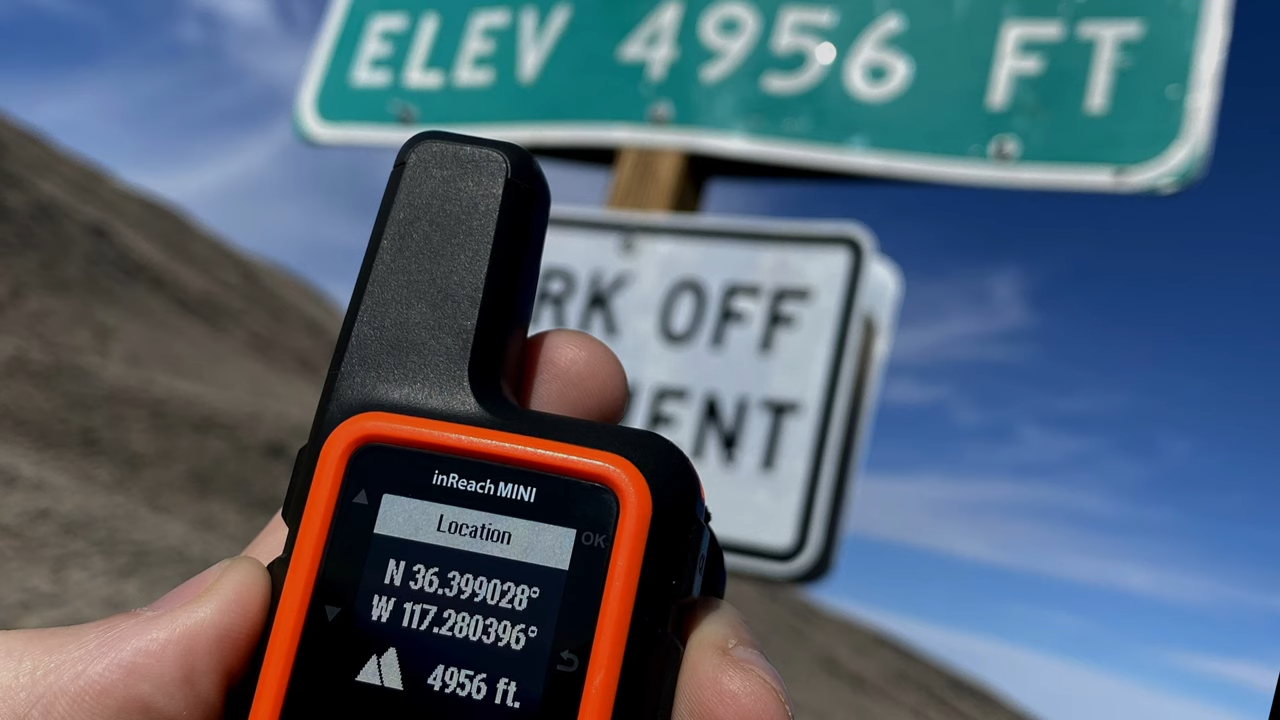 ELEV 4956 FT
RK OFF
ENT
inReach MINI
Location
OK
N 36.399028°
W 117.280396°
4956 ft.